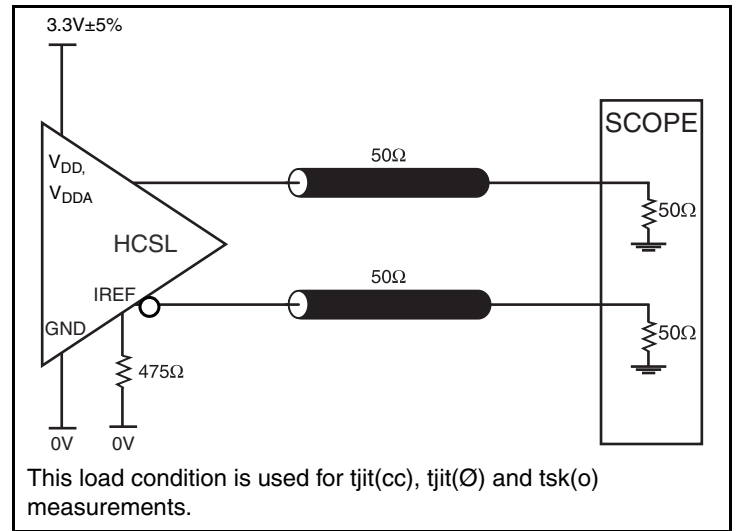 3.3V±5%
SCOPE
50Ω
V_DD,
V_DDA
50Ω
HCSL
50Ω
IREF
GND
50Ω
475Ω
0V 0V
This load condition is used for tjit(cc), tjit(Ø) and tsk(o)
measurements.